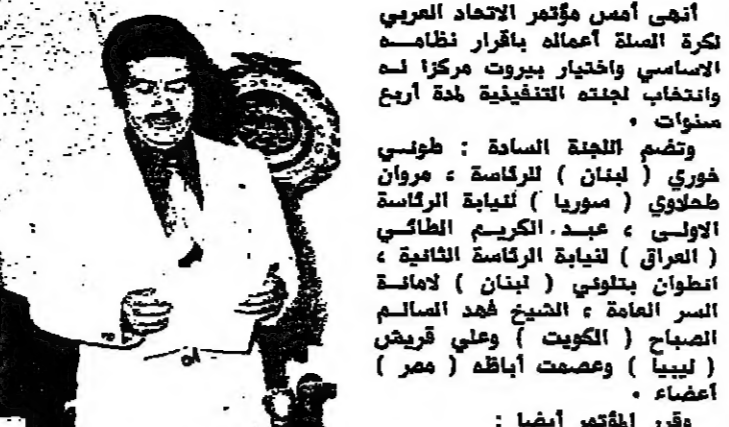 أنهى أمس مؤتمر الاتحاد العربي
لكرة السلة أعماله باقرار نظامه
الاساسي واختيار بيروت مركزا له
وانتخاب لجنته التنفيذية لمدة أربع
سنوات .
وتضم اللجنة السادة : طوني
خوري ( لبنان ) للرئاسة ، مروان
طحلاوي ( سوريا ) لنيابة الرئاسة
الاولى ، عبد الكريم الطائي
( العراق ) لنيابة الرئاسة الثانية ،
انطوان بتلوني ( لبنان ) لامانة
السر العامة ، الشيخ فهد السالم
الصباح ( الكويت ) وعلي قريش
( ليبيا ) وعصمت أباظه ( مصر )
أعضاء .
وقرر المؤتمر أيضا :